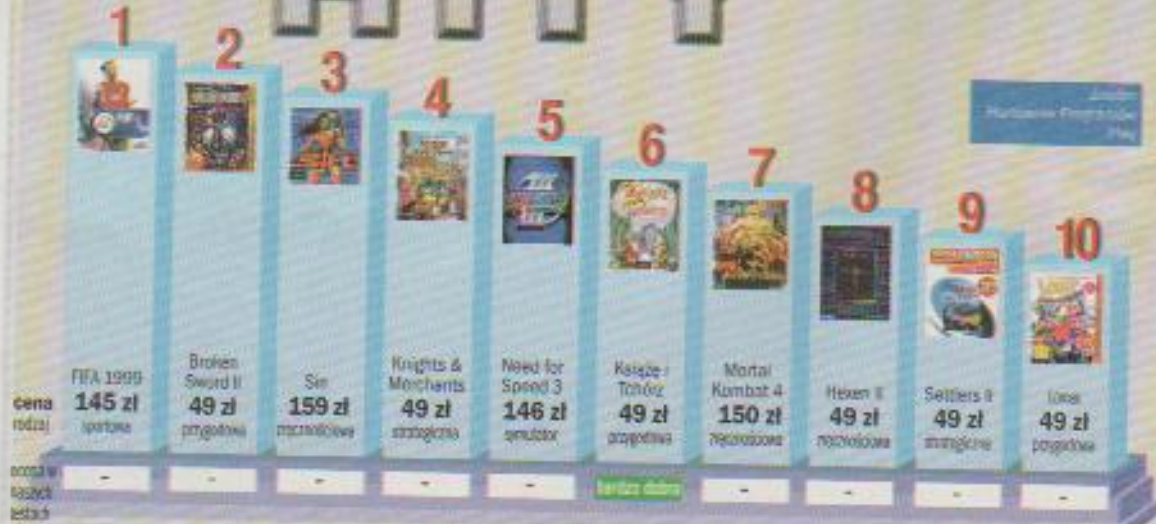 1
2
3
4
5
6
7
8
9
10
cena
rodzaj
FIFA 1999
145 zł
sportowa
Broken
Sword II
49 zł
przygodowa
Sin
159 zł
zręcznościowa
Knights &
Merchants
49 zł
strategiczna
Need for
Speed 3
146 zł
symulator
Książę i
Tchórz
49 zł
przygodowa
Mortal
Kombat 4
150 zł
zręcznościowa
Hexen II
49 zł
zręcznościowa
Settlers II
49 zł
strategiczna
49 zł
przygodowa
ocena w
naszych
testach
-
-
-
-
-
bardzo dobra
-
-
-
-